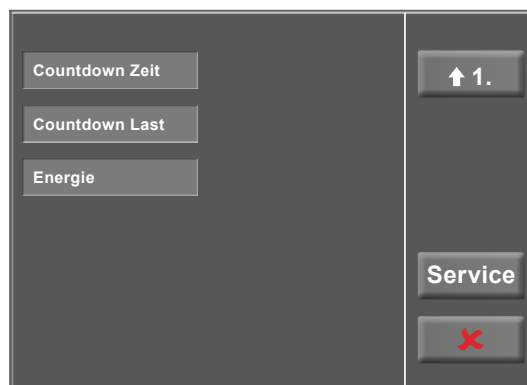 Countdown Zeit
Countdown Last
Energie
1.
Service